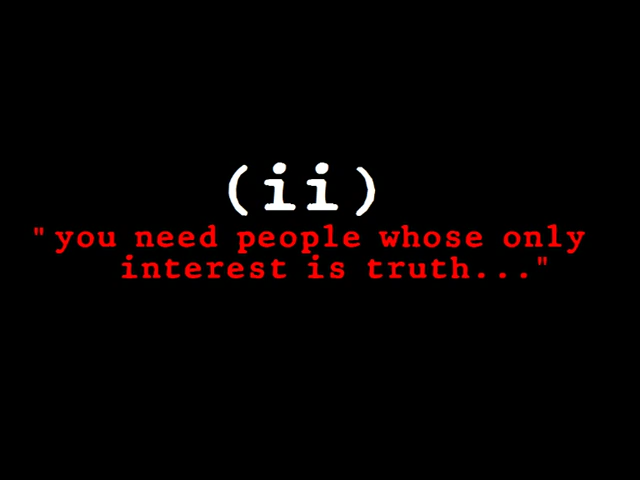 (ii)
"you need people whose only
interest is truth..."